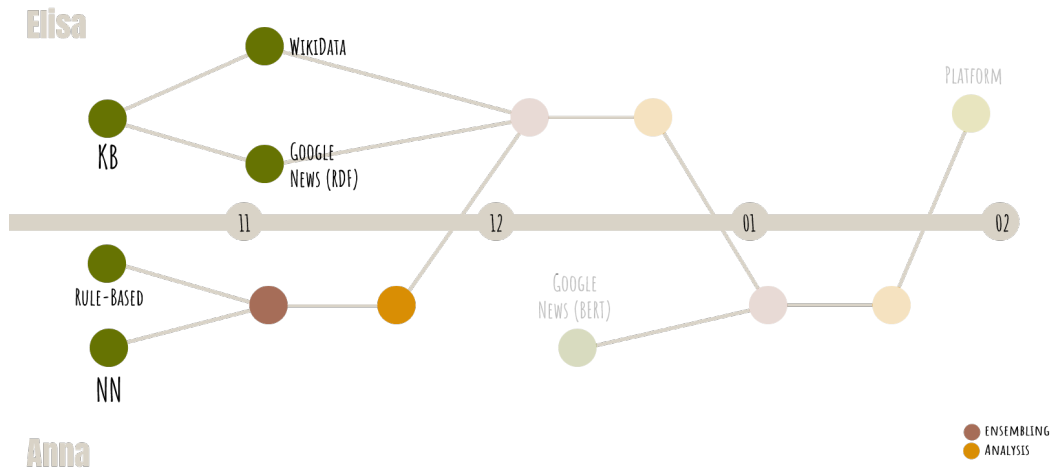 Elisa
WikiData
Platform
KB
Google
News (RDF)
11
12
01
02
Rule-Based
Google
News (BERT)
NN
ensembling
Analysis
Anna